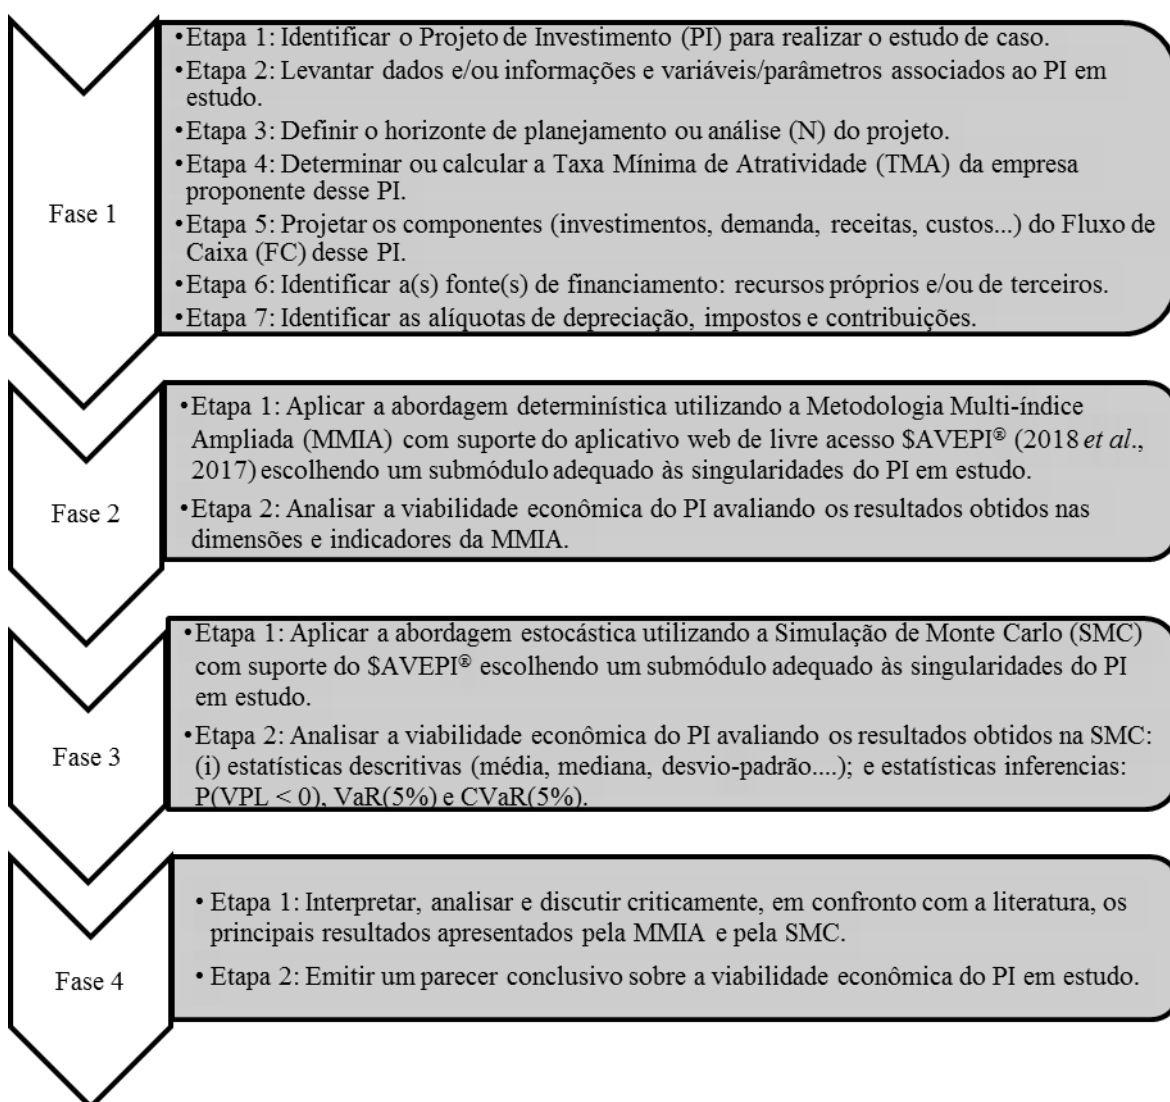 •Etapa 1: Identificar o Projeto de Investimento (PI) para realizar o estudo de caso.
•Etapa 2: Levantar dados e/ou informações e variáveis/parâmetros associados ao PI em
estudo.
•Etapa 3: Definir o horizonte de planejamento ou análise (N) do projeto.
•Etapa 4: Determinar ou calcular a Taxa Mínima de Atratividade (TMA) da empresa
proponente desse PI.
Fase 1
•Etapa 5: Projetar os componentes (investimentos, demanda, receitas, custos...) do Fluxo de
Caixa (FC) desse PI.
•Etapa 6: Identificar a(s) fonte(s) de financiamento: recursos próprios e/ou de terceiros.
•Etapa 7: Identificar as alíquotas de depreciação, impostos e contribuições.
•Etapa 1: Aplicar a abordagem determinística utilizando a Metodologia Multi-índice
Ampliada (MMIA) com suporte do aplicativo web de livre acesso $AVEPI® (2018 et al.,
2017) escolhendo um submódulo adequado às singularidades do PI em estudo.
Fase 2
•Etapa 2: Analisar a viabilidade econômica do PI avaliando os resultados obtidos nas
dimensões e indicadores da MMIA.
•Etapa 1: Aplicar a abordagem estocástica utilizando a Simulação de Monte Carlo (SMC)
com suporte do $AVEPI® escolhendo um submódulo adequado às singularidades do PI
em estudo.
Fase 3
•Etapa 2: Analisar a viabilidade econômica do PI avaliando os resultados obtidos na SMC:
(i) estatísticas descritivas (média, mediana, desvio-padrão....); e estatísticas inferencias:
P(VPL < 0), VaR(5%) e CVaR(5%).
• Etapa 1: Interpretar, analisar e discutir criticamente, em confronto com a literatura, os
principais resultados apresentados pela MMIA e pela SMC.
Fase 4
• Etapa 2: Emitir um parecer conclusivo sobre a viabilidade econômica do PI em estudo.